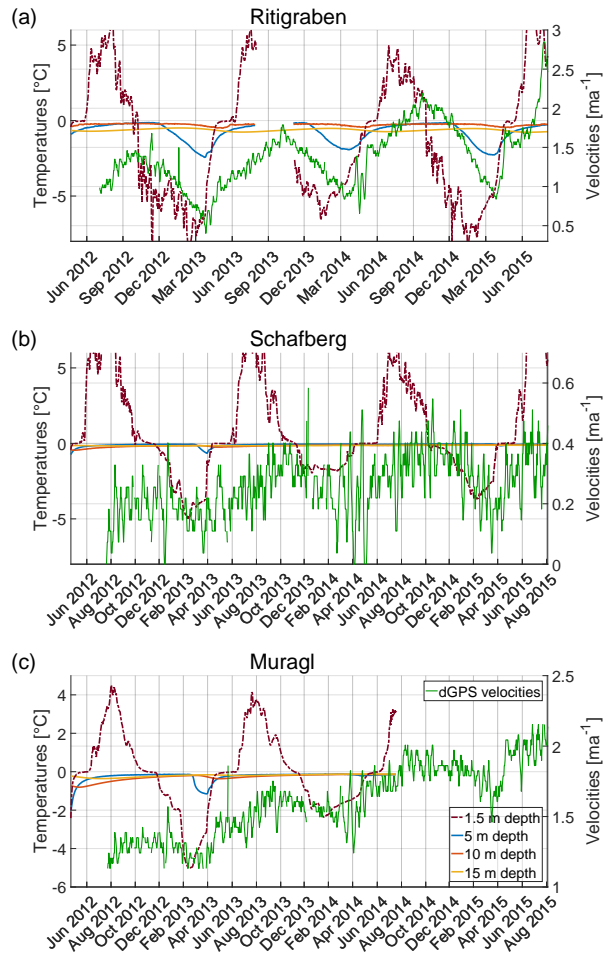 (a) Ritigraben
Temperatures [°C]
5
0
-5
3
2.5
2
1.5
1
0.5
Velocities [ma⁻¹]
Jun 2012 Sep 2012 Dec 2012 Mar 2013 Jun 2013 Sep 2013 Dec 2013 Mar 2014 Jun 2014 Sep 2014 Dec 2014 Mar 2015 Jun 2015
(b) Schafberg
Temperatures [°C]
5
0
-5
0.6
0.4
0.2
0
Velocities [ma⁻¹]
Jun 2012 Aug 2012 Oct 2012 Dec 2012 Feb 2013 Apr 2013 Jun 2013 Aug 2013 Oct 2013 Dec 2013 Feb 2014 Apr 2014 Jun 2014 Aug 2014 Oct 2014 Dec 2014 Feb 2015 Apr 2015 Jun 2015 Aug 2015
(c) Muragl
Temperatures [°C]
4
2
0
-2
-4
-6
dGPS velocities
1.5 m depth
5 m depth
10 m depth
15 m depth
2.5
2
1.5
1
Velocities [ma⁻¹]
Jun 2012 Aug 2012 Oct 2012 Dec 2012 Feb 2013 Apr 2013 Jun 2013 Aug 2013 Oct 2013 Dec 2013 Feb 2014 Apr 2014 Jun 2014 Aug 2014 Oct 2014 Dec 2014 Feb 2015 Apr 2015 Jun 2015 Aug 2015